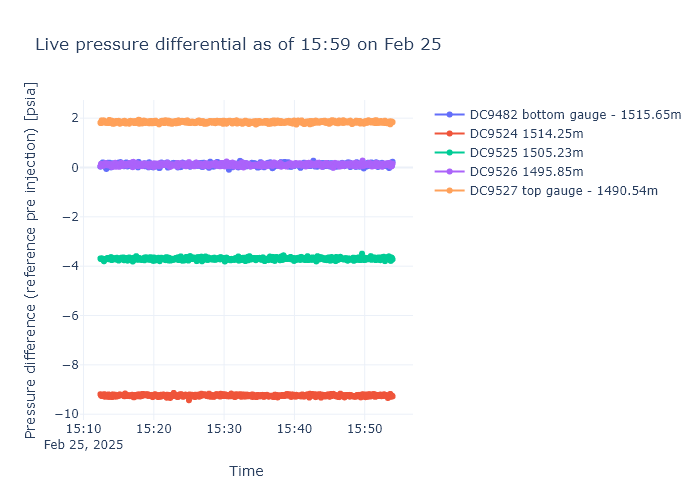 Live pressure differential as of 15:59 on Feb 25
Pressure difference (reference pre injection) [psia]
2
0
−2
−4
−6
−8
−10
15:10
Feb 25, 2025
15:20
15:30
15:40
15:50
Time
DC9482 bottom gauge - 1515.65m
DC9524 1514.25m
DC9525 1505.23m
DC9526 1495.85m
DC9527 top gauge - 1490.54m